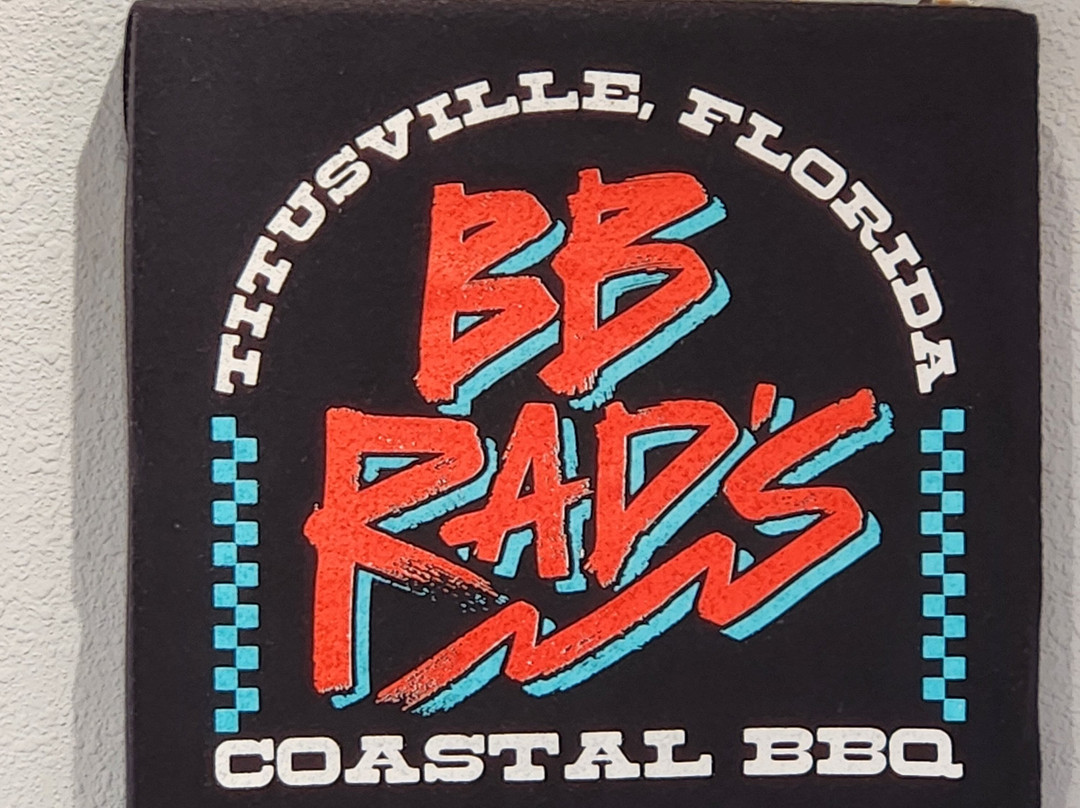 TITUSVILLE, FLORIDA
BB
RAD'S
COASTAL BBQ